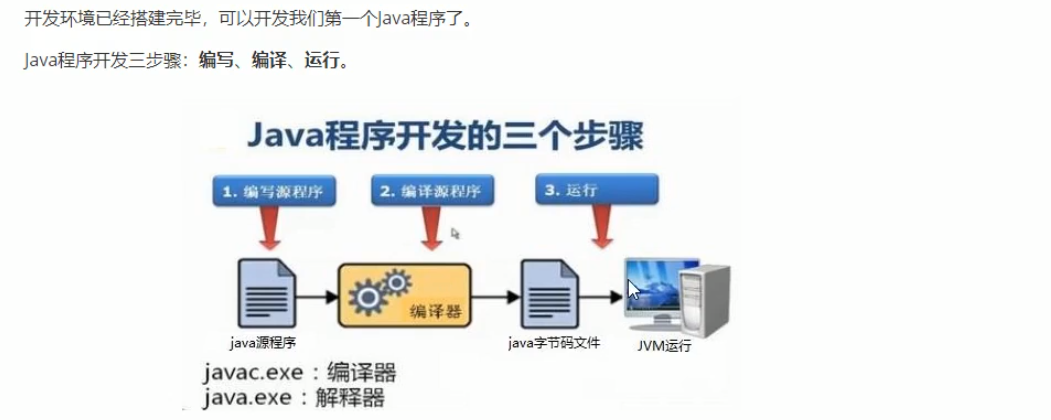 开发环境已经搭建完毕，可以开发我们第一个Java程序了。
Java程序开发三步骤：编写、编译、运行。
Java程序开发的三个步骤
1. 编写源程序
2. 编译源程序
3. 运行
编译器
java源程序
java字节码文件
JVM运行
javac.exe：编译器
java.exe：解释器